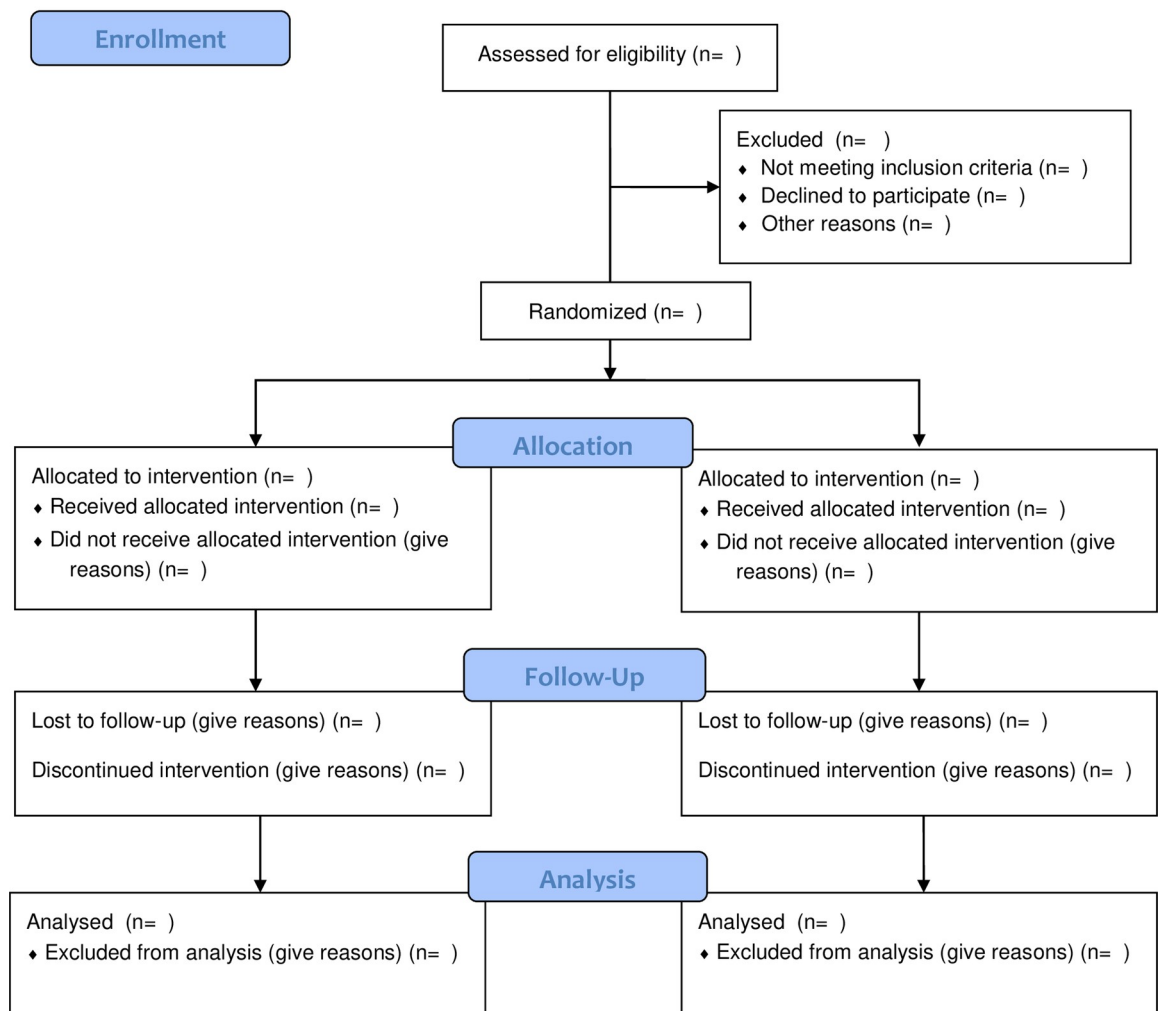 Enrollment
Assessed for eligibility (n=  )
Excluded  (n=   )
♦ Not meeting inclusion criteria (n=  )
♦ Declined to participate (n=  )
♦ Other reasons (n=  )
Randomized (n=  )
Allocation
Allocated to intervention (n=  )
♦ Received allocated intervention (n=  )
♦ Did not receive allocated intervention (give
reasons) (n=  )
Allocated to intervention (n=  )
♦ Received allocated intervention (n=  )
♦ Did not receive allocated intervention (give
reasons) (n=  )
Follow-Up
Lost to follow-up (give reasons) (n=  )
Discontinued intervention (give reasons) (n=  )
Lost to follow-up (give reasons) (n=  )
Discontinued intervention (give reasons) (n=  )
Analysis
Analysed  (n=  )
♦ Excluded from analysis (give reasons) (n=  )
Analysed  (n=  )
♦ Excluded from analysis (give reasons) (n=  )